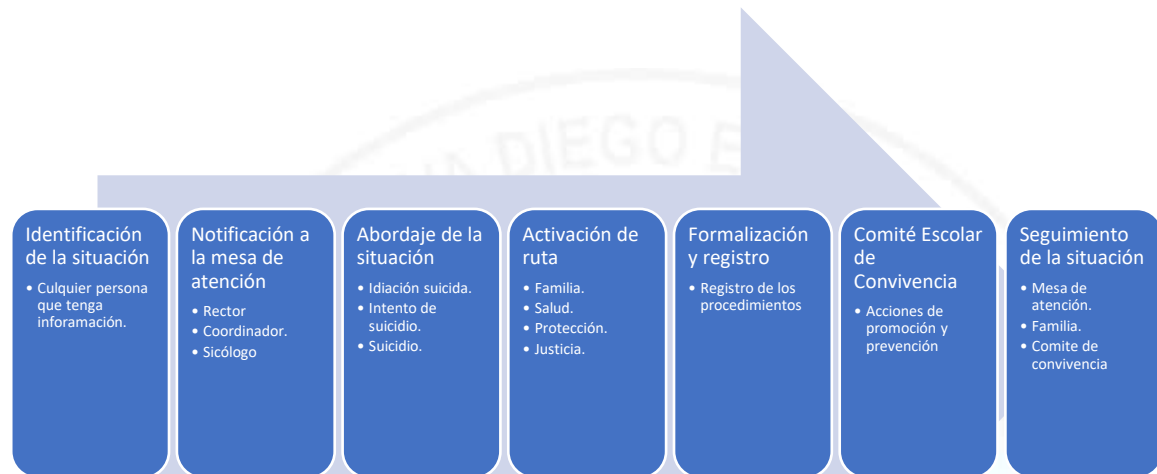 VA DIEGO E
Identificación
de la situación
• Culquier persona
que tenga
inforamación.
Notificación a
la mesa de
atención
• Rector
• Coordinador.
• Sicólogo
Abordaje de la
situación
• Idiación suicida.
• Intento de
suicidio.
• Suicidio.
Activación de
ruta
• Familia.
• Salud.
• Protección.
• Justicia.
Formalización
y registro
• Registro de los
procedimientos
Comité Escolar
de
Convivencia
• Acciones de
promoción y
prevención
Seguimiento
de la situación
• Mesa de
atención.
• Familia.
• Comite de
convivencia